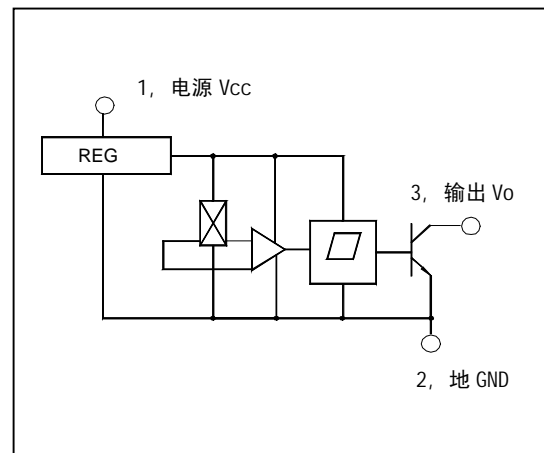 1, 电源 Vcc
REG
3, 输出 Vo
2, 地 GND